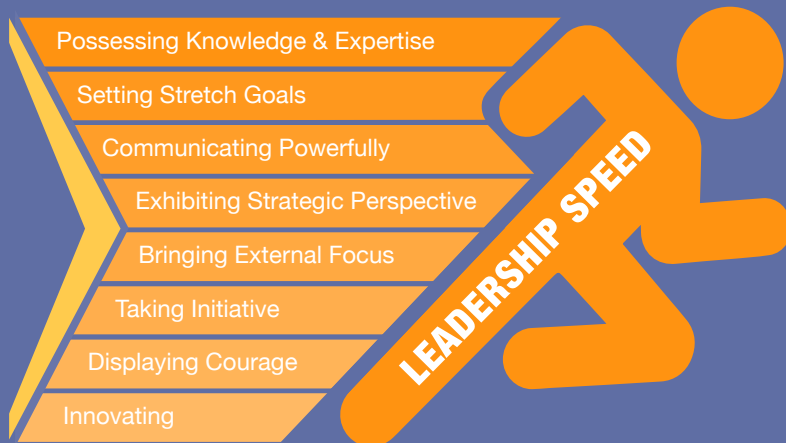 Possessing Knowledge & Expertise
Setting Stretch Goals
Communicating Powerfully
Exhibiting Strategic Perspective
Bringing External Focus
Taking Initiative
Displaying Courage
Innovating
LEADERSHIP SPEED